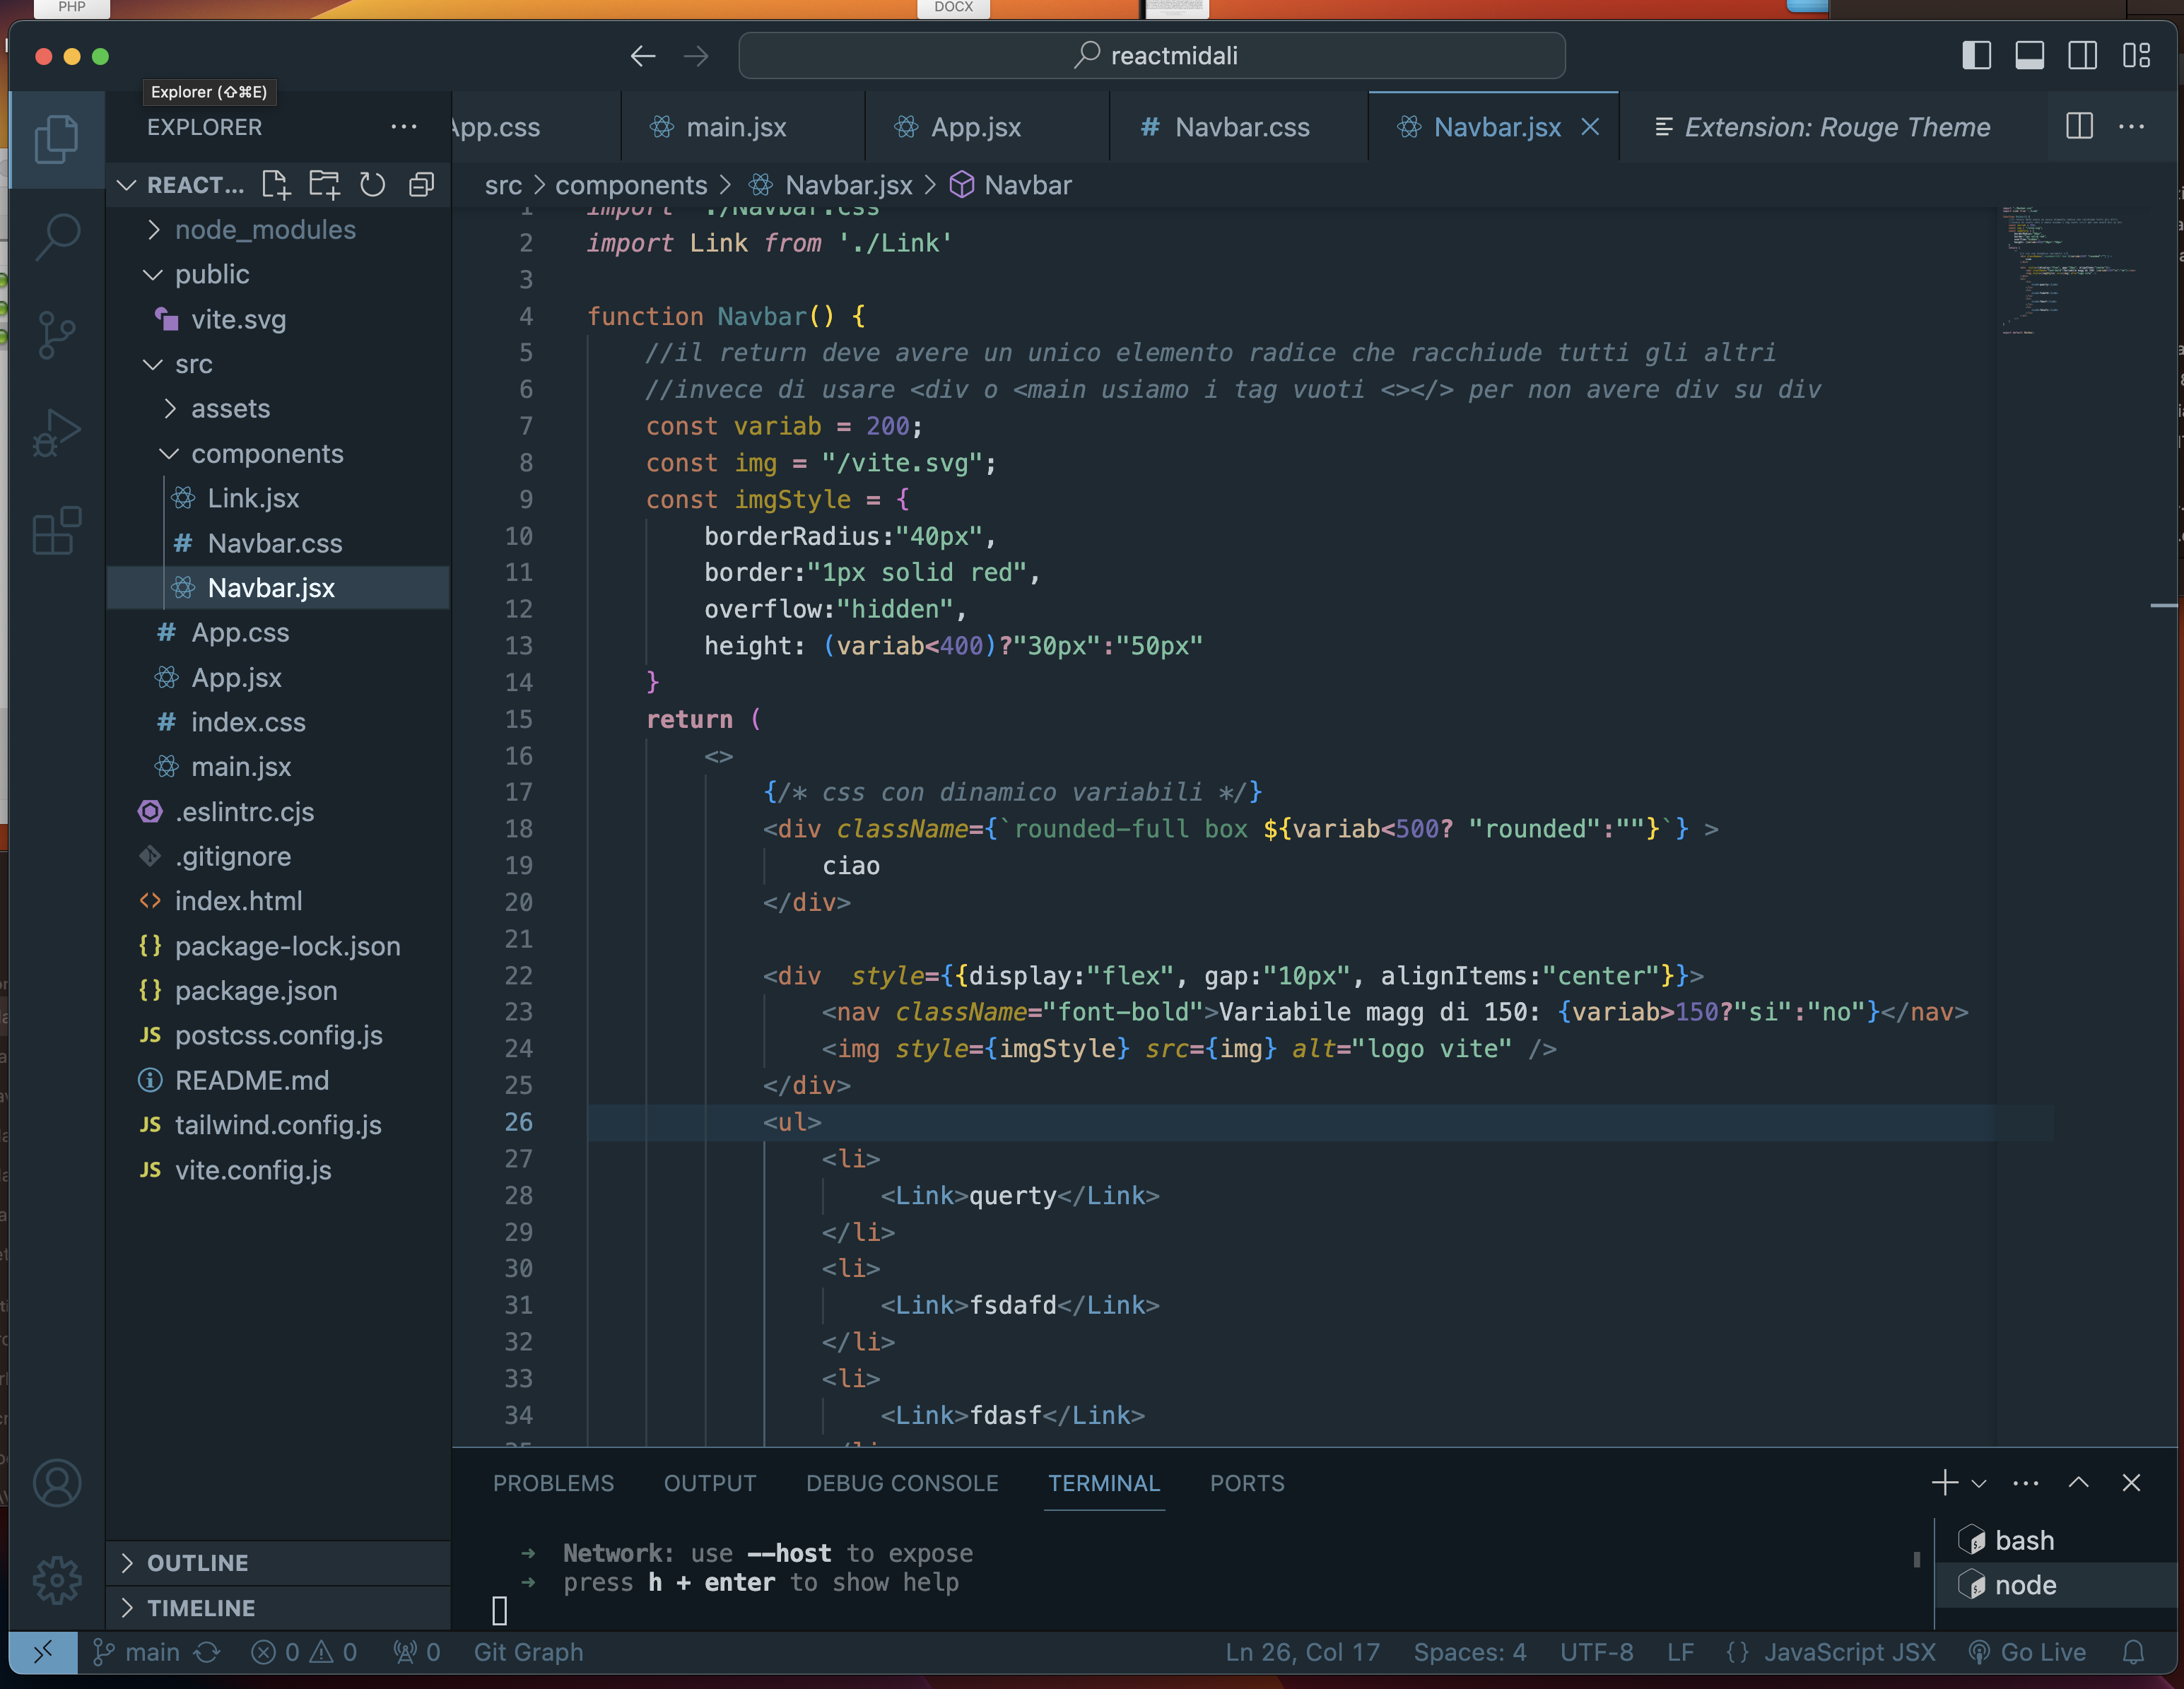 PHP
DOCX
reactmidali
Explorer (⇧⌘E)
EXPLORER
App.css
main.jsx
App.jsx
# Navbar.css
Navbar.jsx
Extension: Rouge Theme
REACT...
src > components > Navbar.jsx > Navbar
node_modules
public
vite.svg
src
assets
components
Link.jsx
# Navbar.css
Navbar.jsx
# App.css
App.jsx
# index.css
main.jsx
.eslintrc.cjs
.gitignore
<> index.html
{} package-lock.json
{} package.json
JS postcss.config.js
README.md
JS tailwind.config.js
JS vite.config.js
OUTLINE
TIMELINE
1 import './Navbar.css'
2 import Link from './Link'
3
4 function Navbar() {
5 //il return deve avere un unico elemento radice che racchiude tutti gli altri
6 //invece di usare <div o <main usiamo i tag vuoti <></> per non avere div su div
7 const variab = 200;
8 const img = "/vite.svg";
9 const imgStyle = {
10 borderRadius:"40px",
11 border:"1px solid red",
12 overflow:"hidden",
13 height: (variab<400)?"30px":"50px"
14 }
15 return (
16 <>
17 {/* css con dinamico variabili */}
18 <div className={`rounded-full box ${variab<500? "rounded":""}`} >
19 ciao
20 </div>
21
22 <div  style={{display:"flex", gap:"10px", alignItems:"center"}}>
23 <nav className="font-bold">Variabile magg di 150: {variab>150?"si":"no"}</nav>
24 <img style={imgStyle} src={img} alt="logo vite" />
25 </div>
26 <ul>
27 <li>
28 <Link>querty</Link>
29 </li>
30 <li>
31 <Link>fsdafd</Link>
32 </li>
33 <li>
34 <Link>fdasf</Link>
PROBLEMS OUTPUT DEBUG CONSOLE TERMINAL PORTS
➜ Network: use --host to expose
➜ press h + enter to show help
bash
node
main 0 0 0 Git Graph Ln 26, Col 17 Spaces: 4 UTF-8 LF {} JavaScript JSX Go Live